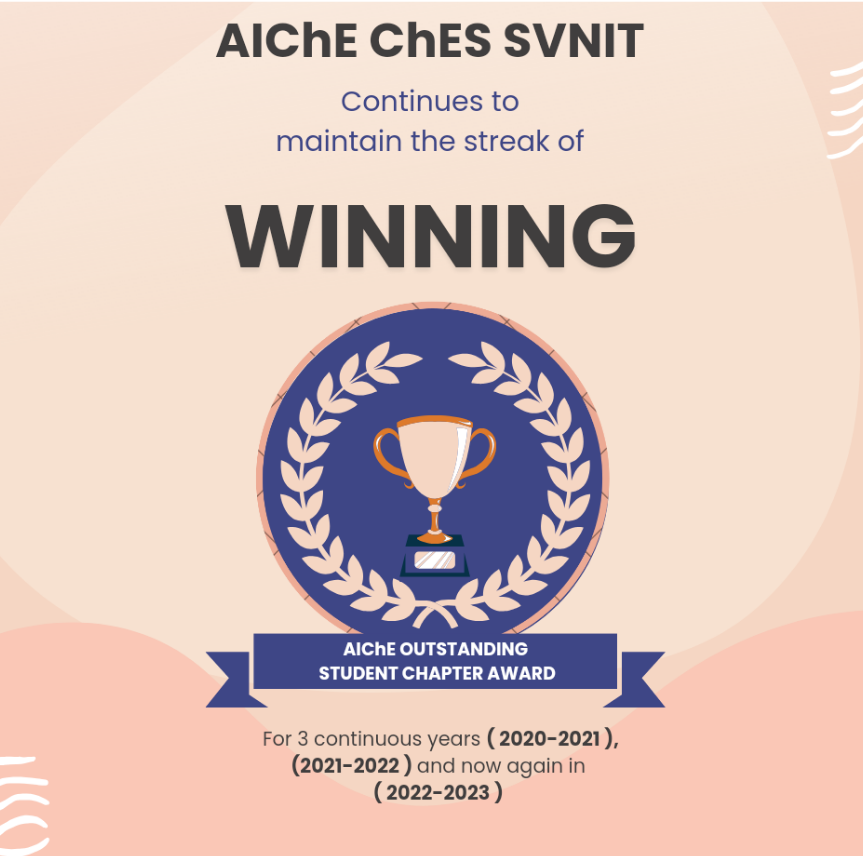 AIChE ChES SVNIT
Continues to
maintain the streak of
WINNING
AIChE OUTSTANDING
STUDENT CHAPTER AWARD
For 3 continuous years ( 2020-2021 ),
(2021-2022 ) and now again in
( 2022-2023 )